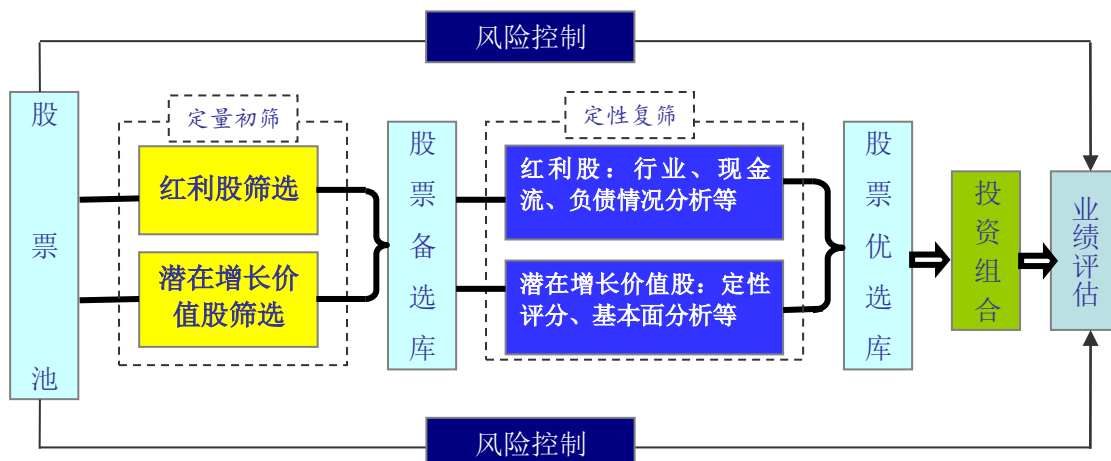 风险控制
股票池
定量初筛
红利股筛选
潜在增长价
值股筛选
股票备选库
定性复筛
红利股：行业、现金
流、负债情况分析等
潜在增长价值股：定性
评分、基本面分析等
股票优选库
投资组合
业绩评估
风险控制